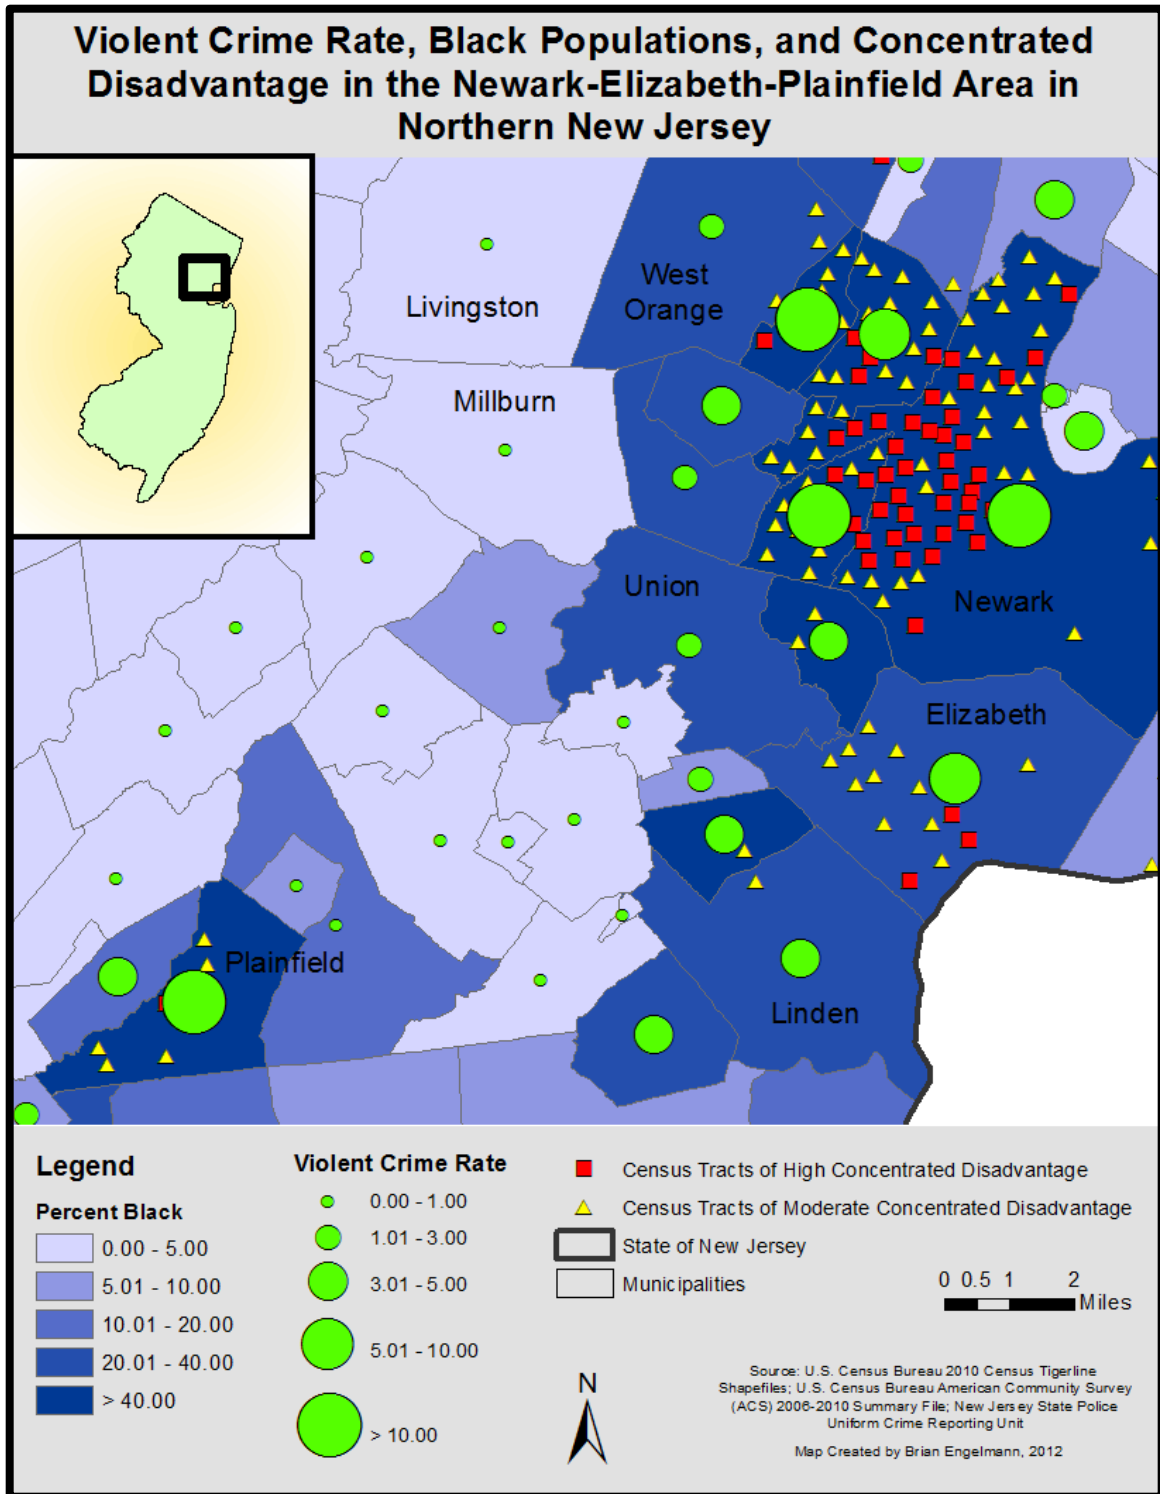 Violent Crime Rate, Black Populations, and Concentrated
Disadvantage in the Newark-Elizabeth-Plainfield Area in
Northern New Jersey
West
Orange
Livingston
Millburn
Union
Newark
Elizabeth
Plainfield
Linden
Legend
Percent Black
0.00 - 5.00
5.01 - 10.00
10.01 - 20.00
20.01 - 40.00
> 40.00
Violent Crime Rate
0.00 - 1.00
1.01 - 3.00
3.01 - 5.00
5.01 - 10.00
> 10.00
Census Tracts of High Concentrated Disadvantage
Census Tracts of Moderate Concentrated Disadvantage
State of New Jersey
Municipalities
0 0.5 1 2
Miles
N
Source: U.S. Census Bureau 2010 Census Tigerline
Shapefiles; U.S. Census Bureau American Community Survey
(ACS) 2006-2010 Summary File; New Jersey State Police
Uniform Crime Reporting Unit
Map Created by Brian Engelmann, 2012